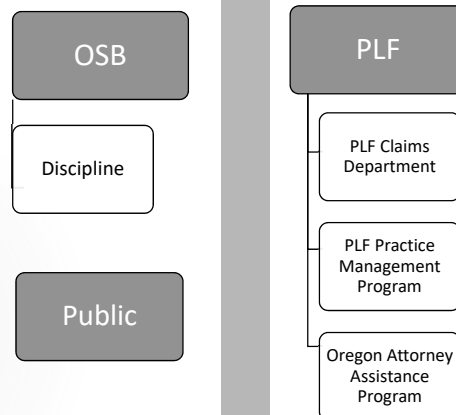 OSB
Discipline
Public
PLF
PLF Claims
Department
PLF Practice
Management
Program
Oregon Attorney
Assistance
Program